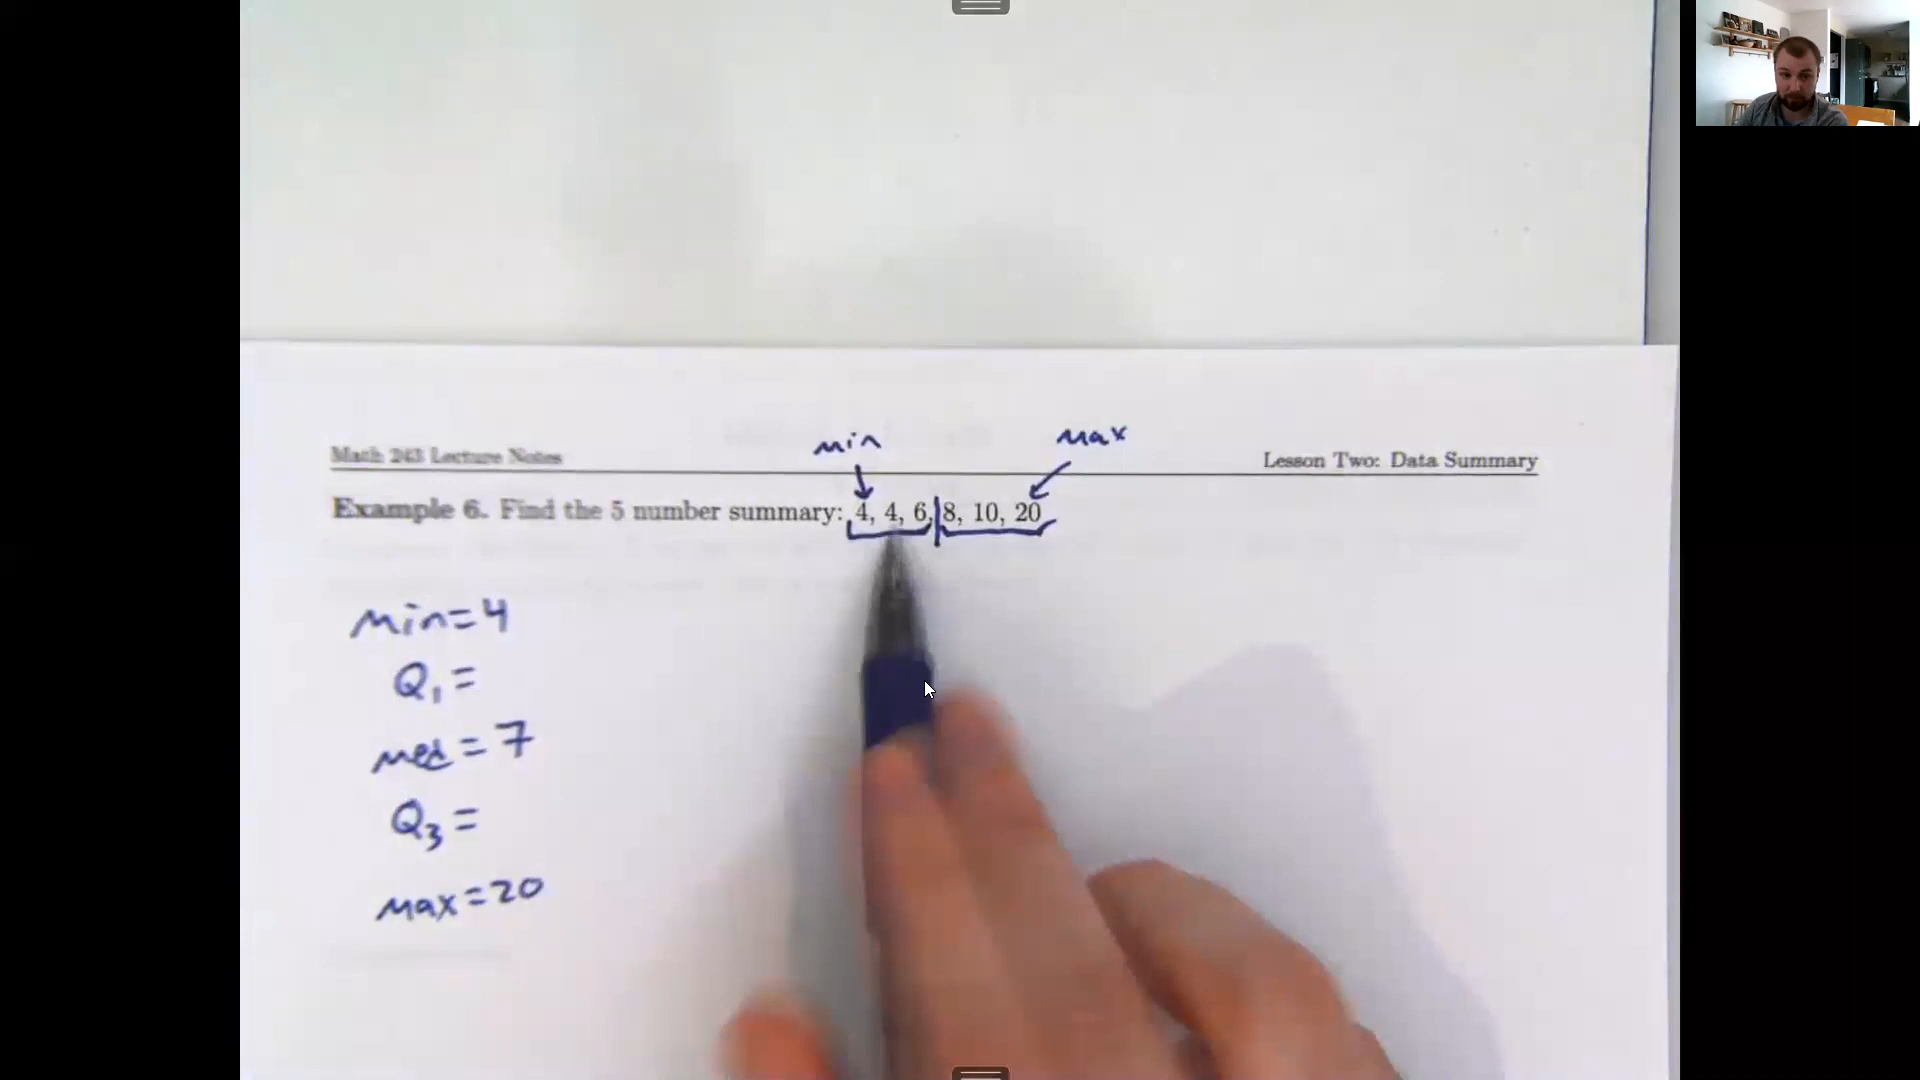 min
max
Math 243 Lecture Notes
Lesson Two: Data Summary
Example 6. Find the 5 number summary: 4, 4, 6, 8, 10, 20
min=4
Q₁=
med=7
Q₃=
max=20